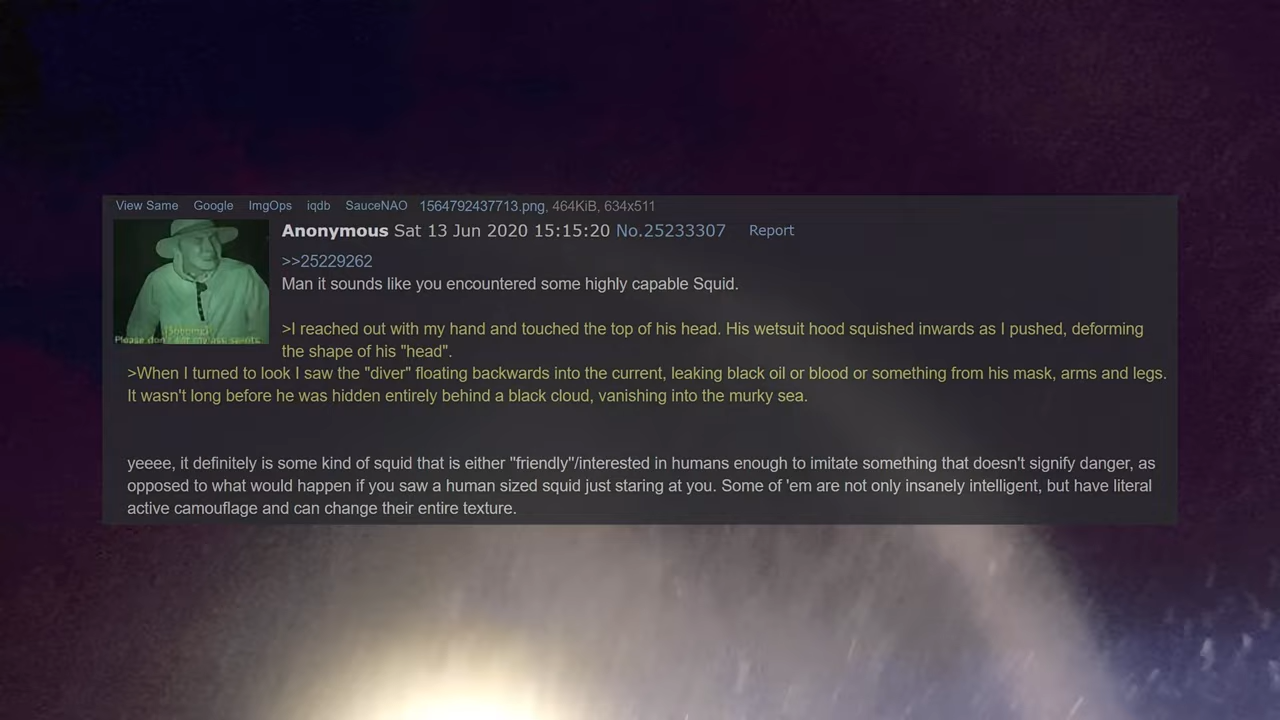 View Same Google ImgOps iqdb SauceNAO 1564792437713.png, 464KiB, 634x511
Anonymous Sat 13 Jun 2020 15:15:20 No.25233307 Report
>>25229262
Man it sounds like you encountered some highly capable Squid.
>I reached out with my hand and touched the top of his head. His wetsuit hood squished inwards as I pushed, deforming
the shape of his "head".
>When I turned to look I saw the "diver" floating backwards into the current, leaking black oil or blood or something from his mask, arms and legs.
It wasn't long before he was hidden entirely behind a black cloud, vanishing into the murky sea.
yeeee, it definitely is some kind of squid that is either "friendly"/interested in humans enough to imitate something that doesn't signify danger, as
opposed to what would happen if you saw a human sized squid just staring at you. Some of 'em are not only insanely intelligent, but have literal
active camouflage and can change their entire texture.
Please don't